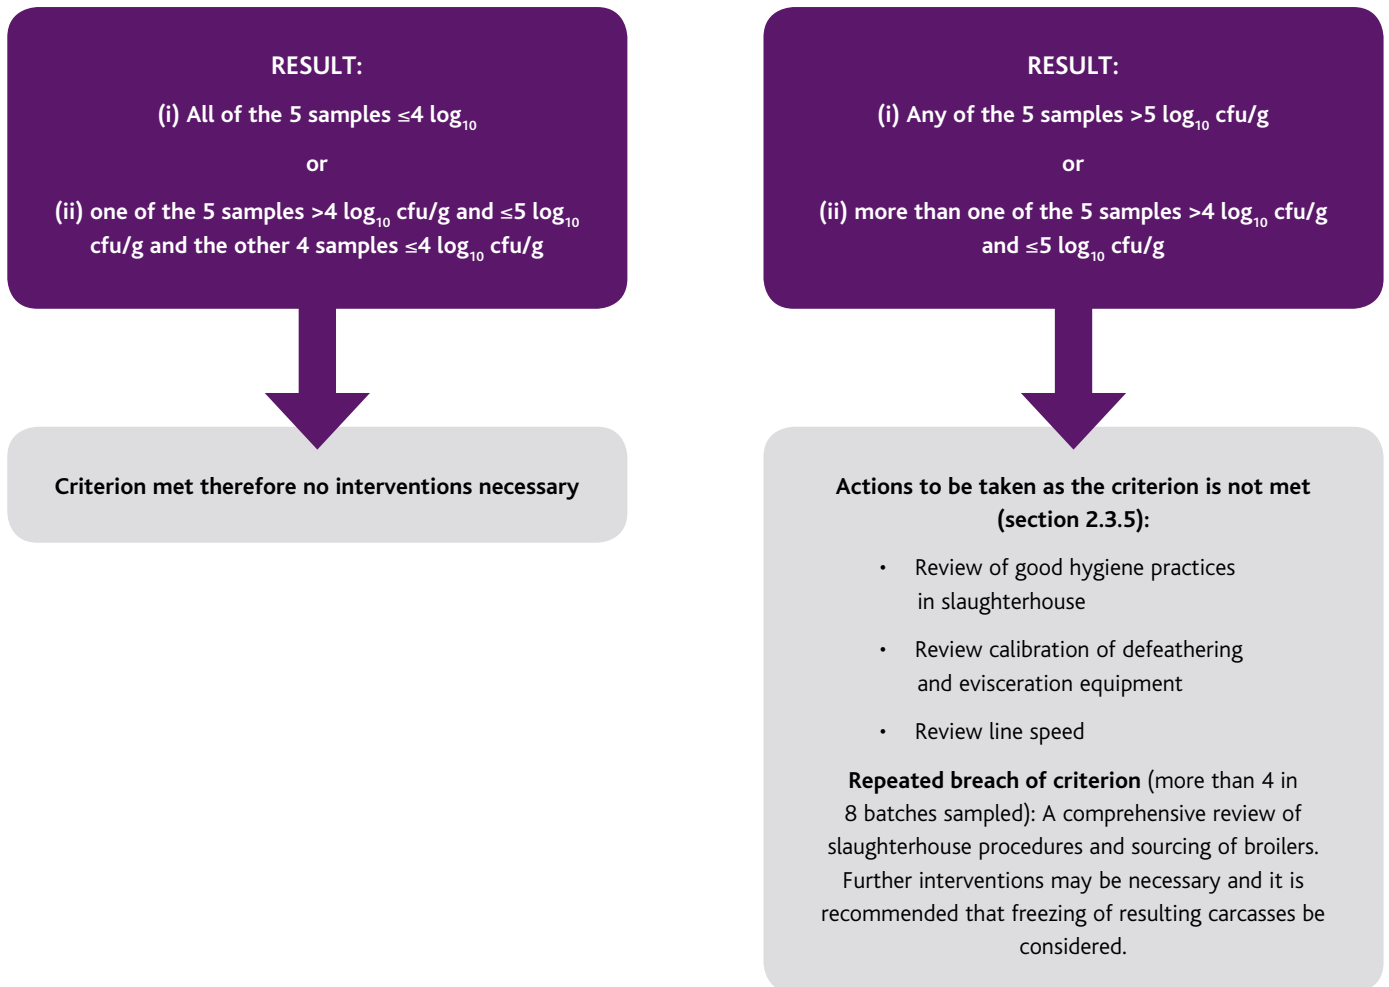 RESULT:
(i) All of the 5 samples ≤4 log₁₀
or
(ii) one of the 5 samples >4 log₁₀ cfu/g and ≤5 log₁₀
cfu/g and the other 4 samples ≤4 log₁₀ cfu/g
Criterion met therefore no interventions necessary
RESULT:
(i) Any of the 5 samples >5 log₁₀ cfu/g
or
(ii) more than one of the 5 samples >4 log₁₀ cfu/g
and ≤5 log₁₀ cfu/g
Actions to be taken as the criterion is not met
(section 2.3.5):
• Review of good hygiene practices
in slaughterhouse
• Review calibration of defeathering
and evisceration equipment
• Review line speed
Repeated breach of criterion (more than 4 in
8 batches sampled): A comprehensive review of
slaughterhouse procedures and sourcing of broilers.
Further interventions may be necessary and it is
recommended that freezing of resulting carcasses be
considered.